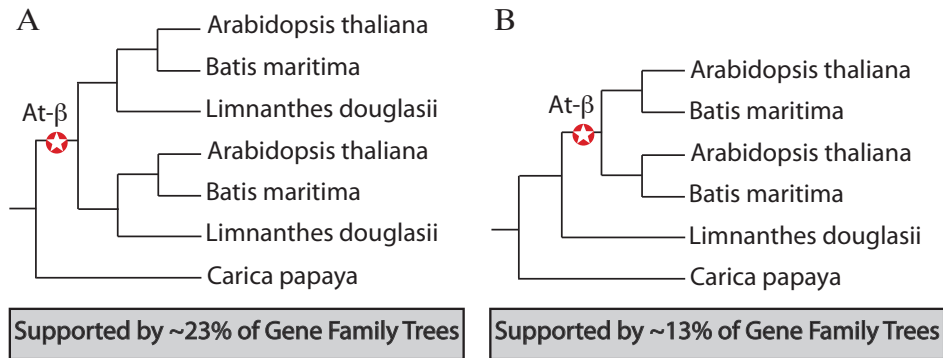 A
Arabidopsis thaliana
Batis maritima
At-β
Limnanthes douglasii
Arabidopsis thaliana
Batis maritima
Limnanthes douglasii
Carica papaya
Supported by ~23% of Gene Family Trees
B
Arabidopsis thaliana
At-β
Batis maritima
Arabidopsis thaliana
Batis maritima
Limnanthes douglasii
Carica papaya
Supported by ~13% of Gene Family Trees